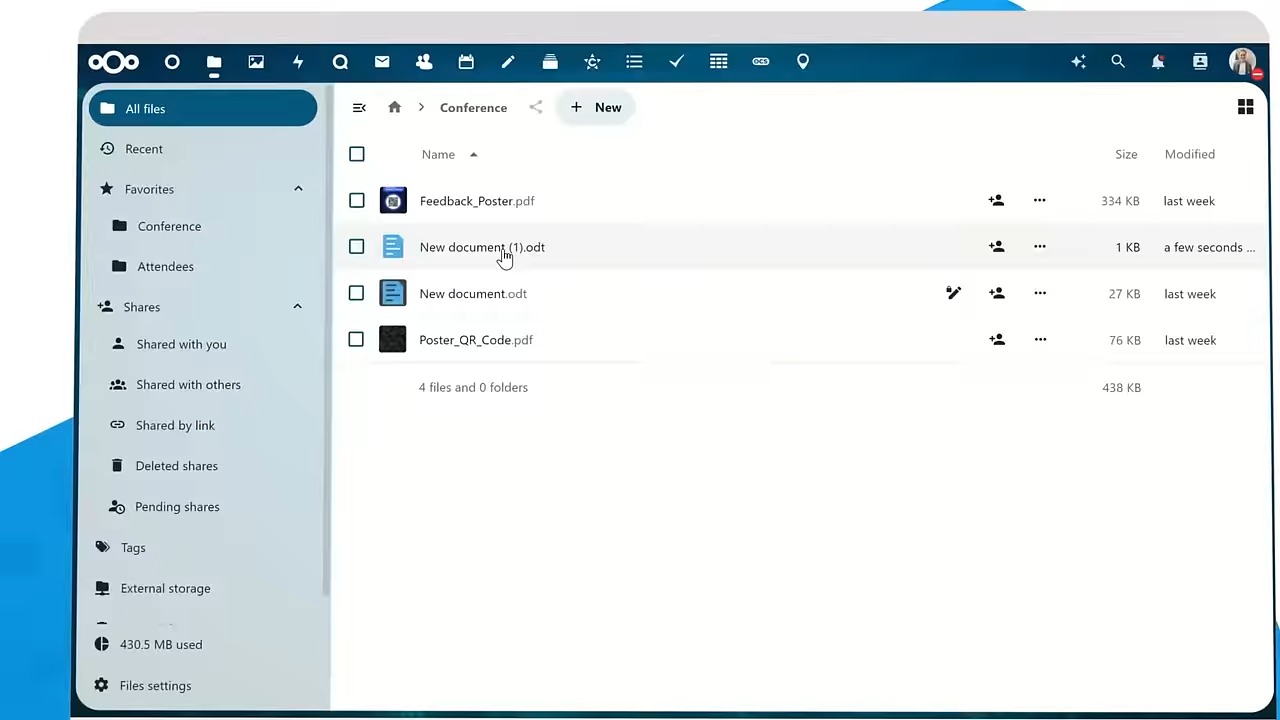 All files
Recent
Favorites
Conference
Attendees
Shares
Shared with you
Shared with others
Shared by link
Deleted shares
Pending shares
Tags
External storage
430.5 MB used
Files settings
Conference
+ New
Name Size Modified
Feedback_Poster.pdf 334 KB last week
New document (1).odt 1 KB a few seconds ...
New document.odt 27 KB last week
Poster_QR_Code.pdf 76 KB last week
4 files and 0 folders 438 KB